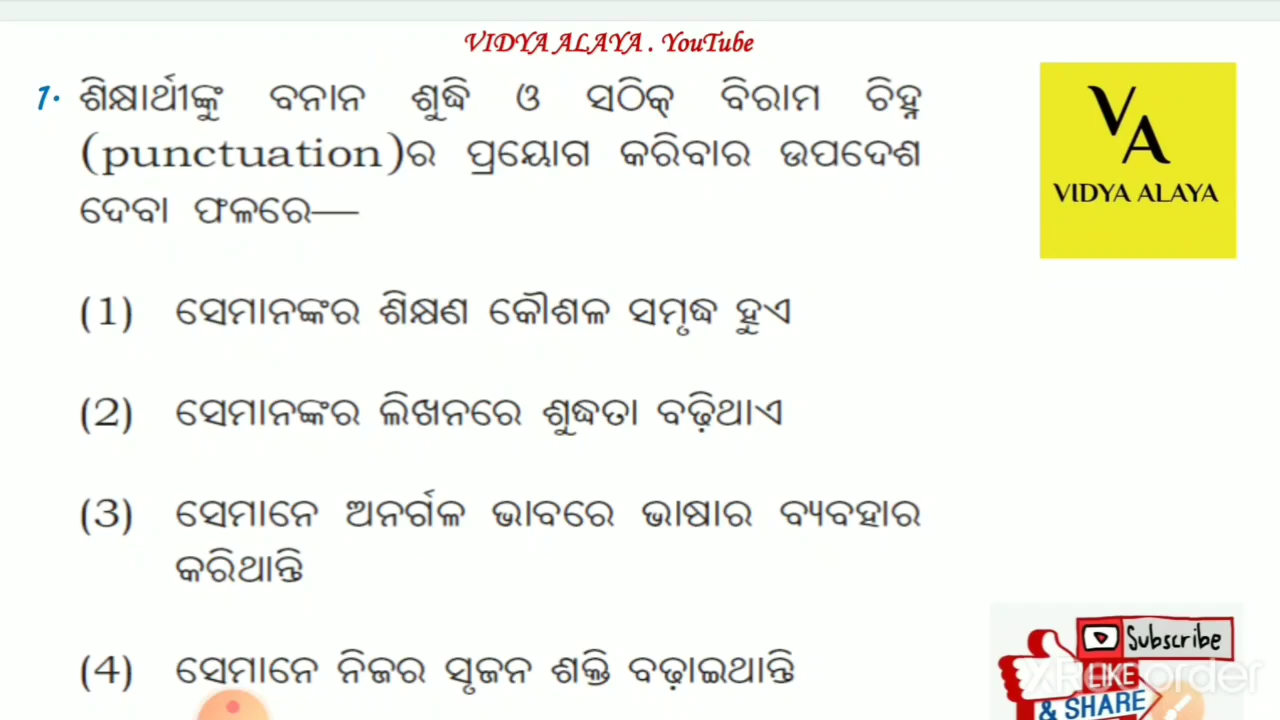 VIDYA ALAYA . YouTube
1. ଶିକ୍ଷାର୍ଥୀଙ୍କୁ ବନାନ ଶୁଦ୍ଧି ଓ ସଠିକ୍ ବିରାମ ଚିହ୍ନ
(punctuation)ର ପ୍ରୟୋଗ କରିବାର ଉପଦେଶ
ଦେବା ଫଳରେ—
VA
VIDYA ALAYA
(1) ସେମାନଙ୍କର ଶିକ୍ଷଣ କୌଶଳ ସମୃଦ୍ଧ ହୁଏ
(2) ସେମାନଙ୍କର ଲିଖନରେ ଶୁଦ୍ଧତା ବଢ଼ିଥାଏ
(3) ସେମାନେ ଅନର୍ଗଳ ଭାବରେ ଭାଷାର ବ୍ୟବହାର
କରିଥାନ୍ତି
(4) ସେମାନେ ନିଜର ସୃଜନ ଶକ୍ତି ବଢ଼ାଇଥାନ୍ତି
Subscribe
XRecorder
LIKE
& SHARE